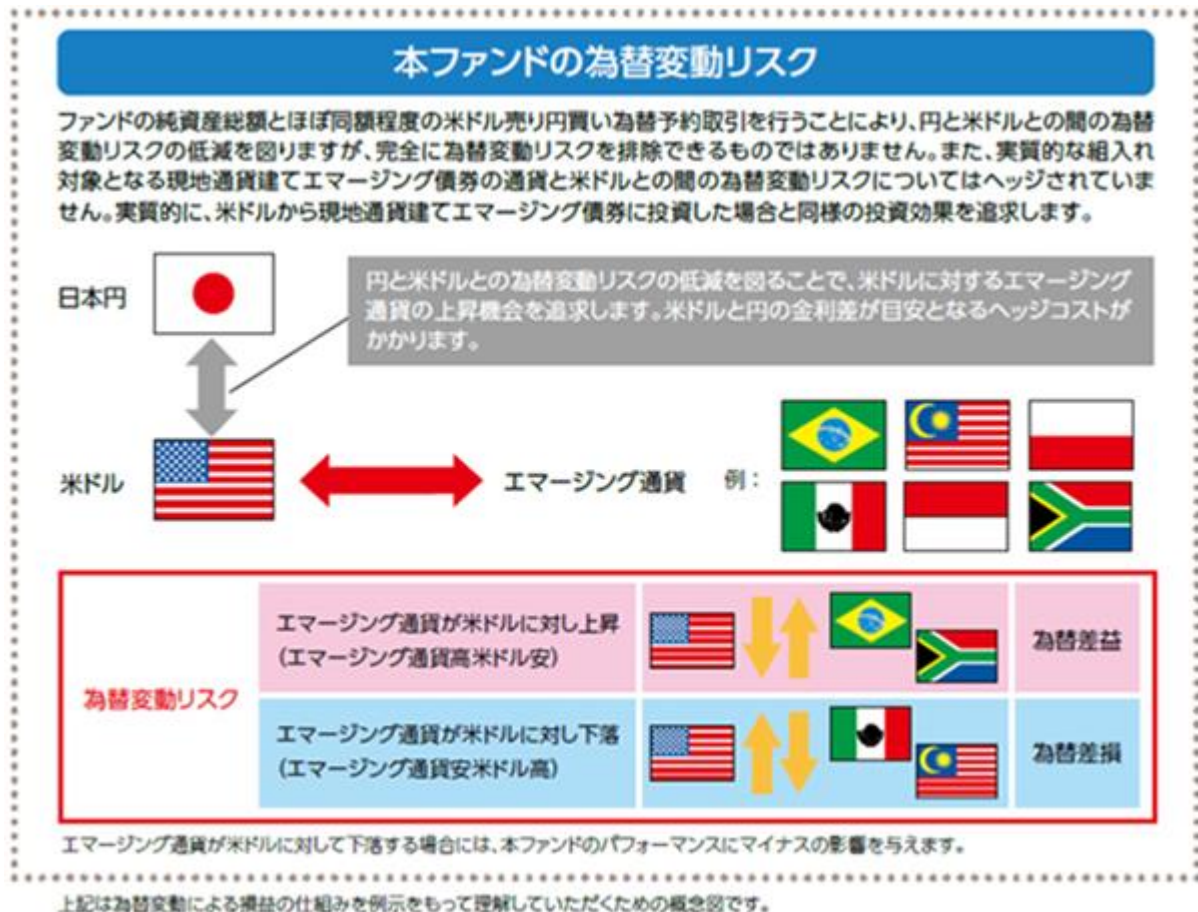 本ファンドの為替変動リスク
ファンドの純資産総額とほぼ同額程度の米ドル売り円買い為替予約取引を行うことにより、円と米ドルとの間の為替
変動リスクの低減を図りますが、完全に為替変動リスクを排除できるものではありません。また、実質的な組入れ
対象となる現地通貨建てエマージング債券の通貨と米ドルとの間の為替変動リスクについてはヘッジされていま
せん。実質的に、米ドルから現地通貨建てエマージング債券に投資した場合と同様の投資効果を追求します。
日本円
円と米ドルとの為替変動リスクの低減を図ることで、米ドルに対するエマージング
通貨の上昇機会を追求します。米ドルと円の金利差が目安となるヘッジコストが
かかります。
米ドル
エマージング通貨
例：
為替変動リスク
エマージング通貨が米ドルに対し上昇
（エマージング通貨高米ドル安）
為替差益
エマージング通貨が米ドルに対し下落
（エマージング通貨安米ドル高）
為替差損
エマージング通貨が米ドルに対して下落する場合には、本ファンドのパフォーマンスにマイナスの影響を与えます。
上記は為替変動による損益の仕組みを例示をもって理解していただくための概念図です。